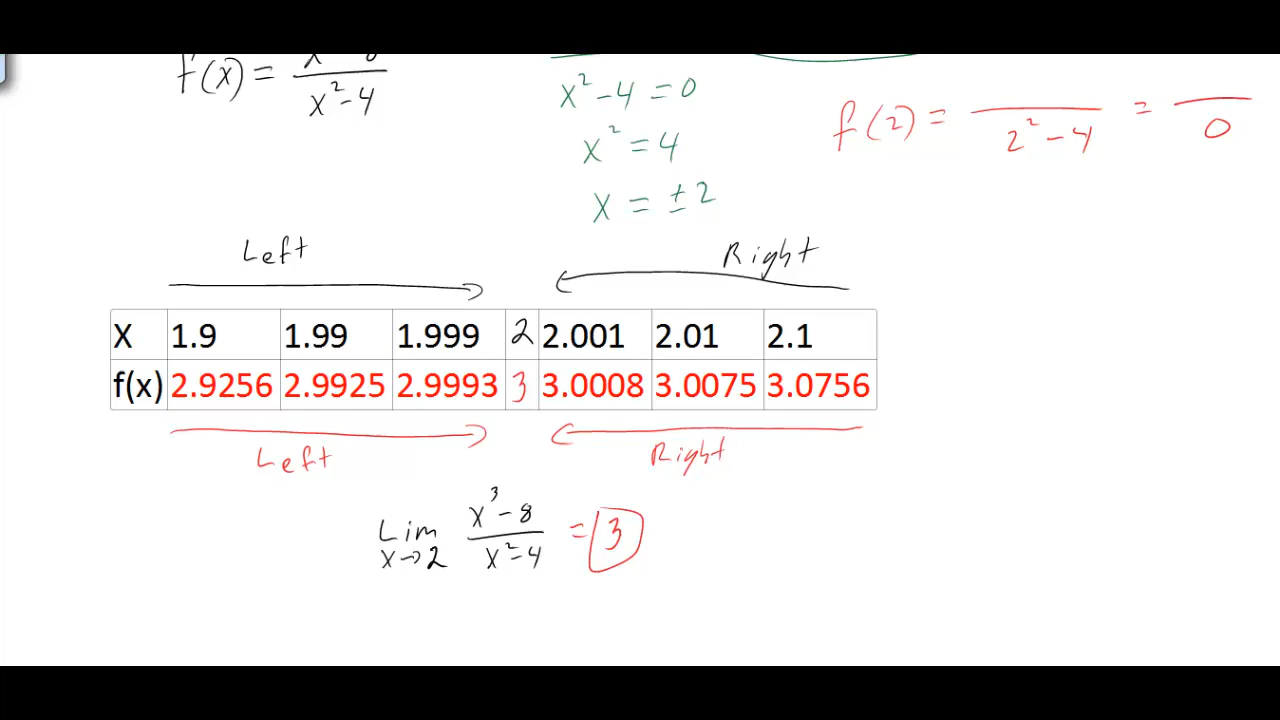 f(x) = x³-8 / x²-4
x²-4=0
f(2) = / 2²-4 = / 0
x² = 4
x = ±2
Left Right
X 1.9 1.99 1.999 2 2.001 2.01 2.1
f(x) 2.9256 2.9925 2.9993 3 3.0008 3.0075 3.0756
Left Right
Lim x→2 x³-8 / x²-4 = 3